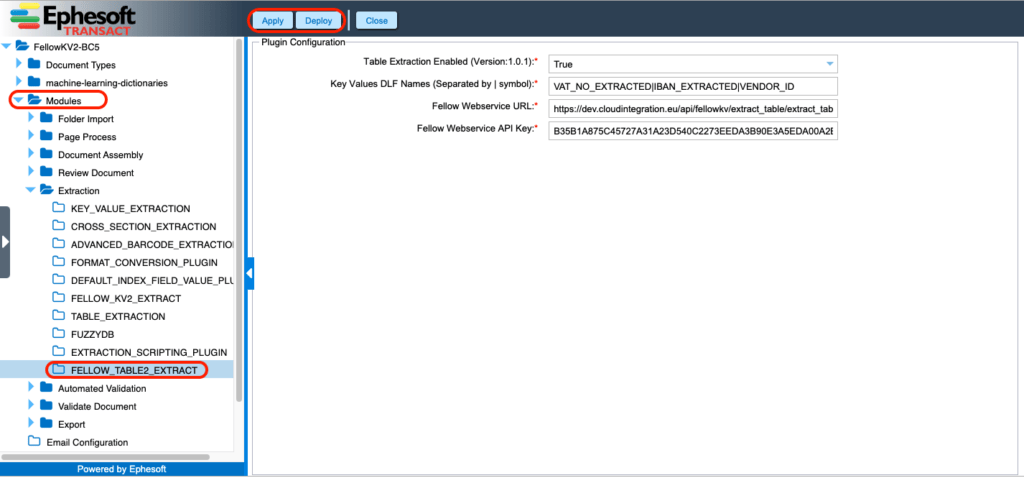 Ephesoft
TRANSACT
Apply
Deploy
Close
FellowKV2-BC5
Document Types
machine-learning-dictionaries
Modules
Folder Import
Page Process
Document Assembly
Review Document
Extraction
KEY_VALUE_EXTRACTION
CROSS_SECTION_EXTRACTION
ADVANCED_BARCODE_EXTRACTIO
FORMAT_CONVERSION_PLUGIN
DEFAULT_INDEX_FIELD_VALUE_PLU
FELLOW_KV2_EXTRACT
TABLE_EXTRACTION
FUZZYDB
EXTRACTION_SCRIPTING_PLUGIN
FELLOW_TABLE2_EXTRACT
Automated Validation
Validate Document
Export
Email Configuration
Powered by Ephesoft
Plugin Configuration
Table Extraction Enabled (Version:1.0.1):* True
Key Values DLF Names (Separated by | symbol):* VAT_NO_EXTRACTED|IBAN_EXTRACTED|VENDOR_ID
Fellow Webservice URL:* https://dev.cloudintegration.eu/api/fellowkv/extract_table/extract_tab
Fellow Webservice API Key:* B35B1A875C45727A31A23D540C2273EEDA3B90E3A5EDA00A2E